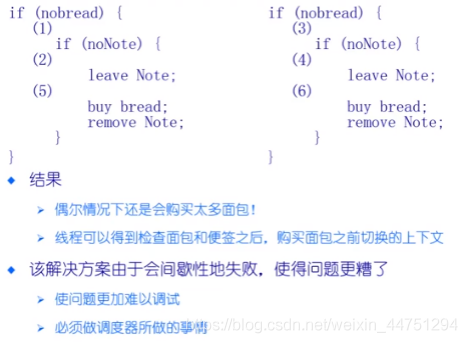 if (nobread) {
(1)
if (noNote) {
(2)
leave Note;
(5)
buy bread;
remove Note;
}
}
if (nobread) {
(3)
if (noNote) {
(4)
leave Note;
(6)
buy bread;
remove Note;
}
}
结果
偶尔情况下还是会购买太多面包！
线程可以得到检查面包和便签之后，购买面包之前切换的上下文
该解决方案由于会间歇性地失败，使得问题更糟了
使问题更加难以调试
必须做调度器所做的事情
https://blog.csdn.net/weixin_44751294